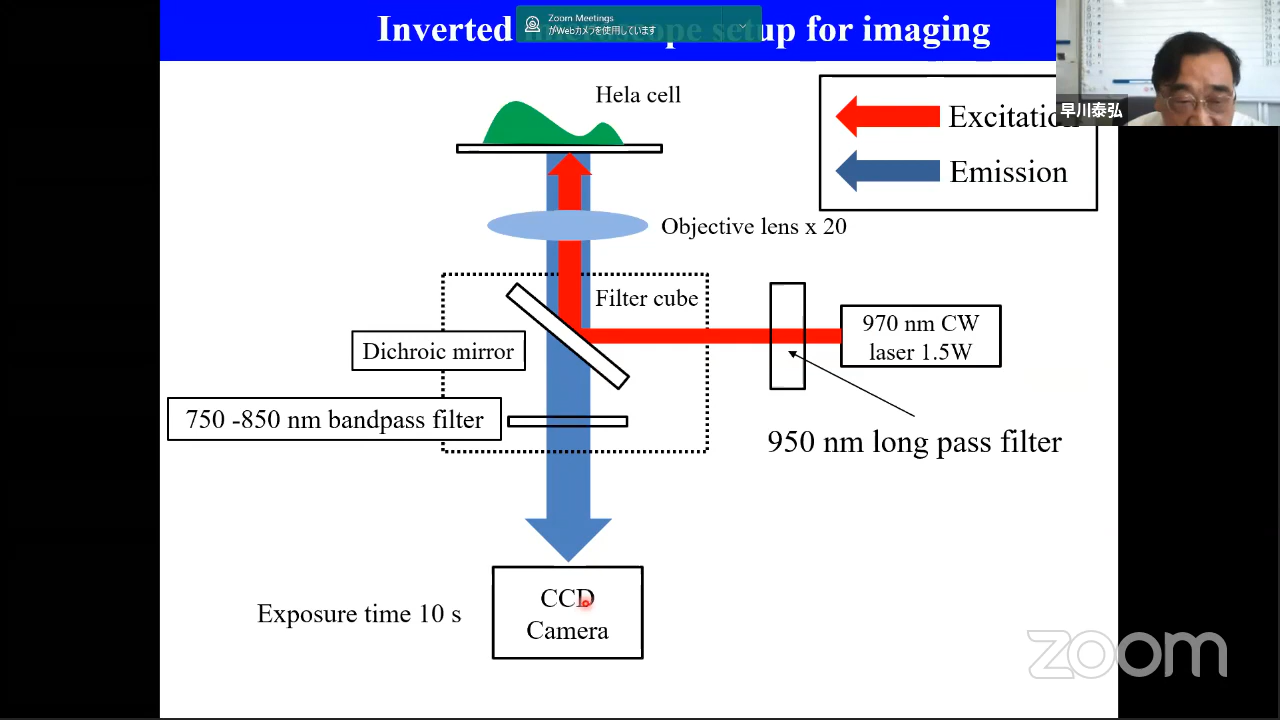 Inverted microscope setup for imaging
Zoom Meetings
がWebカメラを使用しています
早川泰弘
Hela cell
Excitation
Emission
Objective lens x 20
Filter cube
970 nm CW
laser 1.5W
Dichroic mirror
750 -850 nm bandpass filter
950 nm long pass filter
Exposure time 10 s
CCD
Camera
zoom